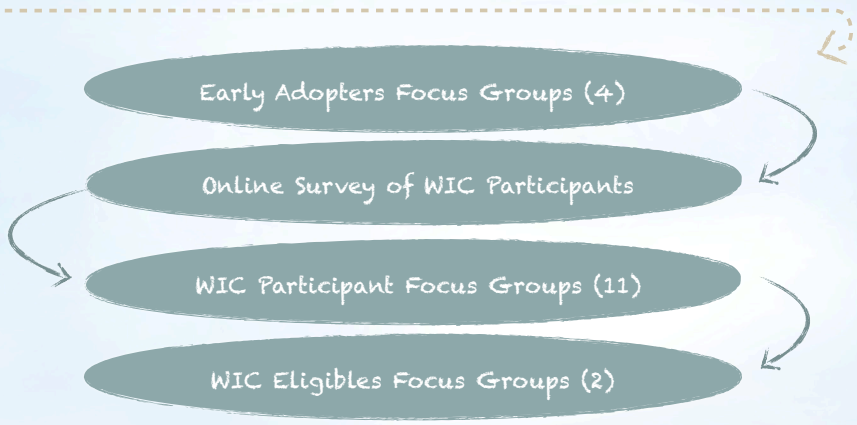 Early Adopters Focus Groups (4)
Online Survey of WIC Participants
WIC Participant Focus Groups (11)
WIC Eligibles Focus Groups (2)